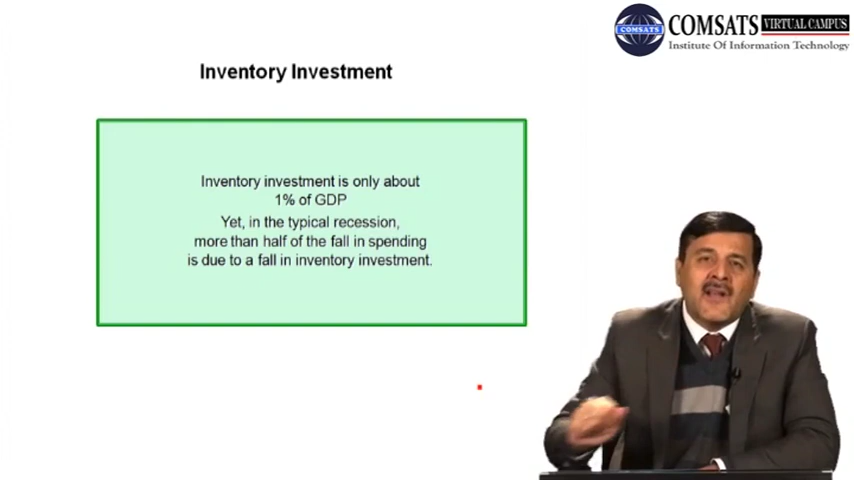 COMSATS VIRTUAL CAMPUS
COMSATS
Institute Of Information Technology
Inventory Investment
Inventory investment is only about
1% of GDP
Yet, in the typical recession,
more than half of the fall in spending
is due to a fall in inventory investment.